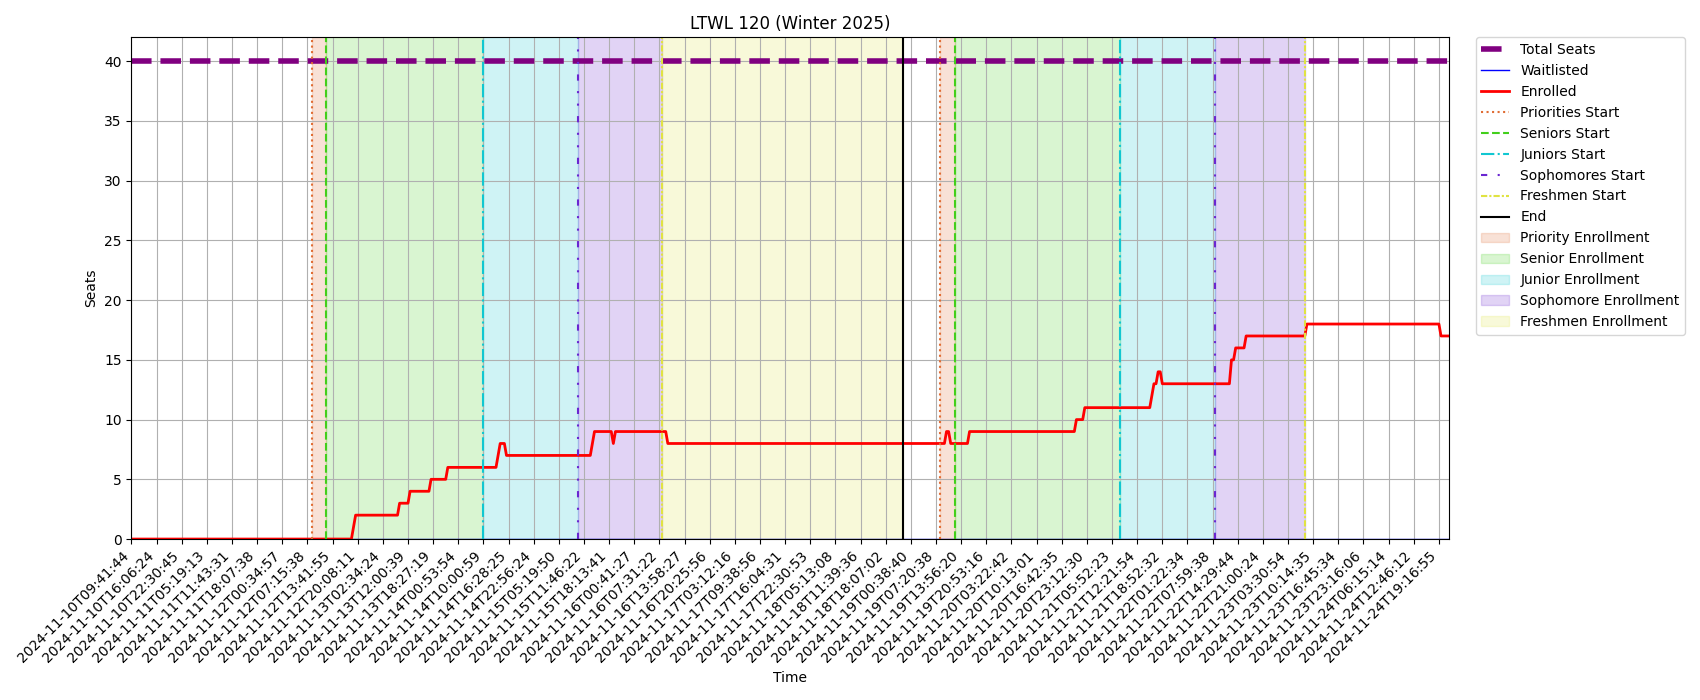 LTWL 120 (Winter 2025)
Seats
40
35
30
25
20
15
10
5
0
2024-11-10T09:41:44
2024-11-10T16:06:24
2024-11-10T22:30:45
2024-11-11T05:19:13
2024-11-11T11:43:31
2024-11-11T18:07:38
2024-11-12T00:34:57
2024-11-12T07:15:38
2024-11-12T13:41:55
2024-11-12T20:08:11
2024-11-13T02:34:24
2024-11-13T12:00:39
2024-11-13T18:27:19
2024-11-14T00:53:54
2024-11-14T10:00:59
2024-11-14T16:28:25
2024-11-14T22:56:24
2024-11-15T05:19:50
2024-11-15T11:46:22
2024-11-15T18:13:41
2024-11-16T00:41:27
2024-11-16T07:31:22
2024-11-16T13:58:27
2024-11-16T20:25:56
2024-11-17T03:12:16
2024-11-17T09:38:56
2024-11-17T16:04:31
2024-11-17T22:30:53
2024-11-18T05:13:08
2024-11-18T11:39:36
2024-11-18T18:07:02
2024-11-19T00:38:40
2024-11-19T07:20:38
2024-11-19T13:56:20
2024-11-19T20:53:16
2024-11-20T03:22:42
2024-11-20T10:13:01
2024-11-20T16:42:35
2024-11-20T23:12:30
2024-11-21T05:52:23
2024-11-21T12:21:54
2024-11-21T18:52:32
2024-11-22T01:22:34
2024-11-22T07:59:38
2024-11-22T14:29:44
2024-11-22T21:00:24
2024-11-23T03:30:54
2024-11-23T10:14:35
2024-11-23T16:45:34
2024-11-23T23:16:06
2024-11-24T06:15:14
2024-11-24T12:46:12
2024-11-24T19:16:55
Time
Total Seats
Waitlisted
Enrolled
Priorities Start
Seniors Start
Juniors Start
Sophomores Start
Freshmen Start
End
Priority Enrollment
Senior Enrollment
Junior Enrollment
Sophomore Enrollment
Freshmen Enrollment